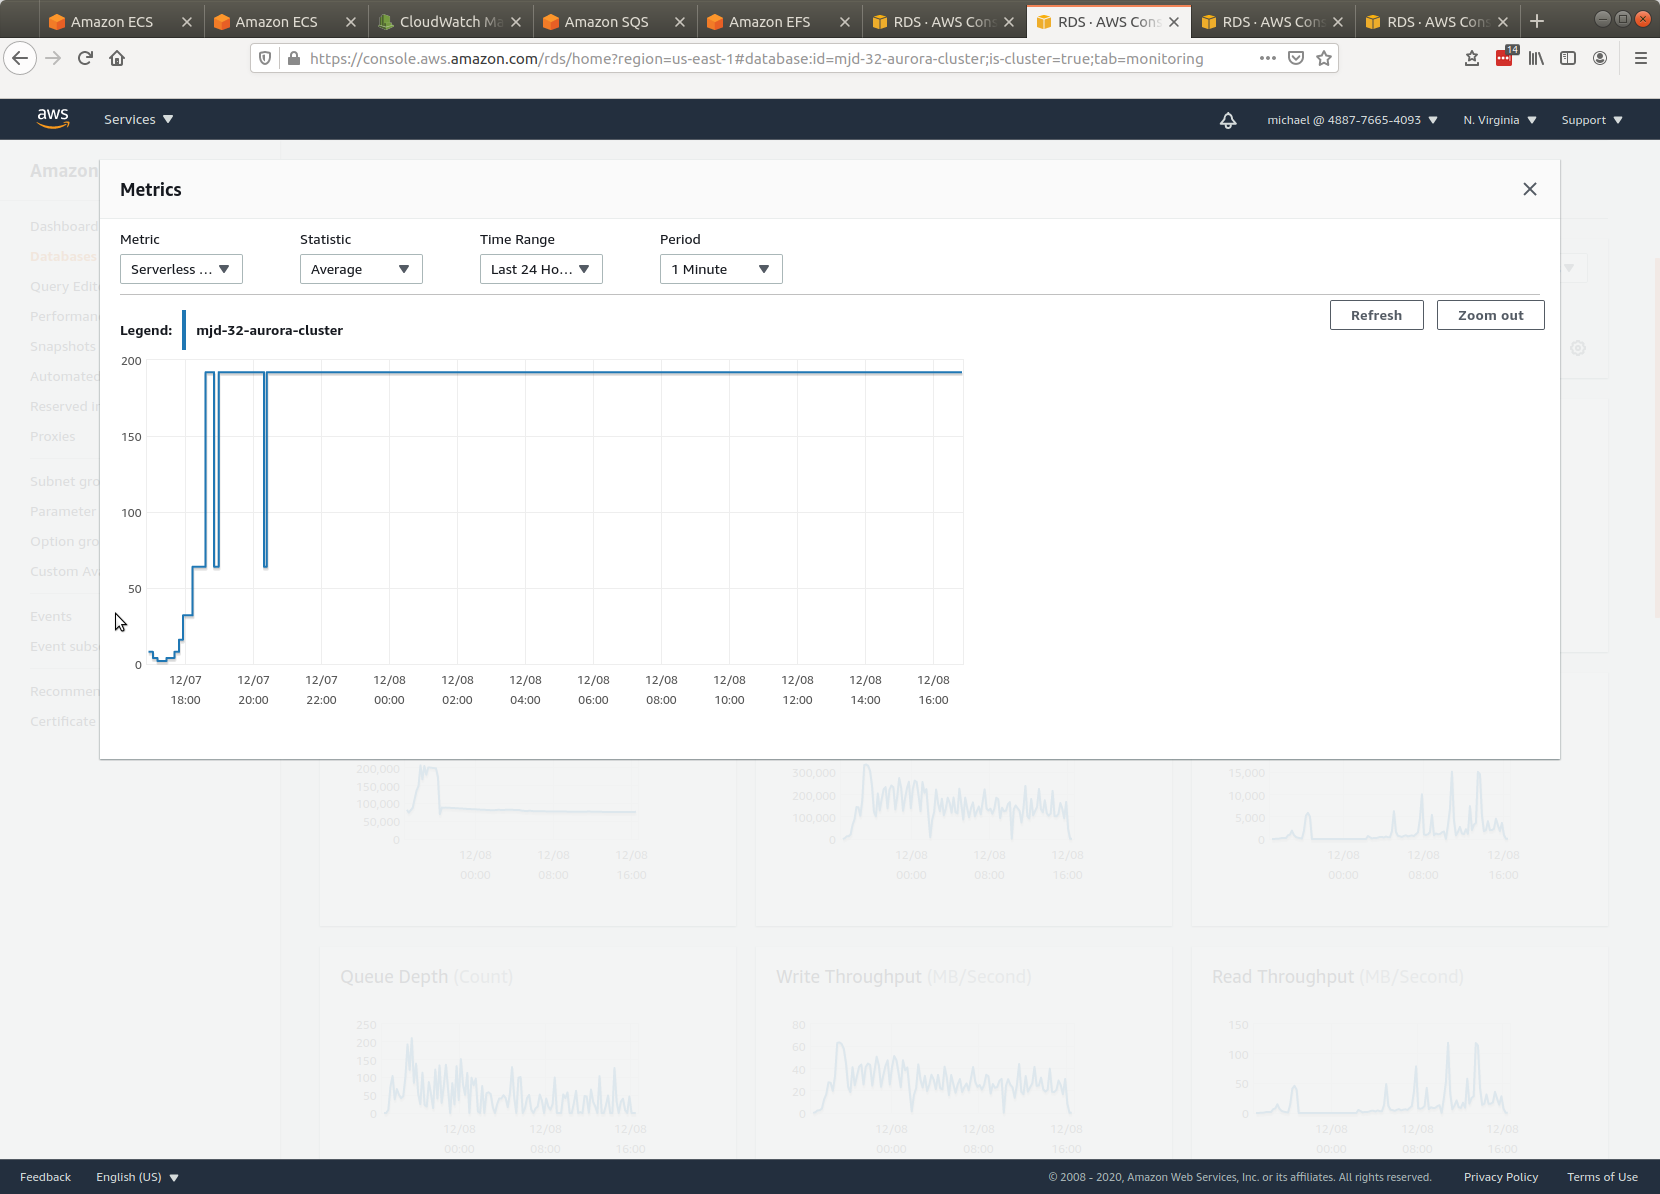 Amazon ECS
Amazon ECS
CloudWatch Ma
Amazon SQS
Amazon EFS
RDS · AWS Cons
RDS · AWS Cons
RDS · AWS Cons
RDS · AWS Cons
https://console.aws.amazon.com/rds/home?region=us-east-1#database:id=mjd-32-aurora-cluster;is-cluster=true;tab=monitoring
14
aws
Services
michael @ 4887-7665-4093
N. Virginia
Support
Amazon
Dashboard
Databases
Query Edit
Performan
Snapshots
Automated
Reserved in
Proxies
Subnet gro
Parameter
Option gro
Custom Av
Events
Event subs
Recommen
Certificate
Metrics
Metric
Statistic
Time Range
Period
Serverless ...
Average
Last 24 Ho...
1 Minute
Refresh
Zoom out
Legend:
mjd-32-aurora-cluster
200
150
100
50
0
12/07 18:00
12/07 20:00
12/07 22:00
12/08 00:00
12/08 02:00
12/08 04:00
12/08 06:00
12/08 08:00
12/08 10:00
12/08 12:00
12/08 14:00
12/08 16:00
200,000
150,000
100,000
50,000
0
12/08 00:00
12/08 08:00
12/08 16:00
300,000
200,000
100,000
0
12/08 00:00
12/08 08:00
12/08 16:00
15,000
10,000
5,000
0
12/08 00:00
12/08 08:00
12/08 16:00
Queue Depth (Count)
250
200
150
100
50
0
12/08 00:00
12/08 08:00
12/08 16:00
Write Throughput (MB/Second)
80
60
40
20
0
12/08 00:00
12/08 08:00
12/08 16:00
Read Throughput (MB/Second)
150
100
50
0
12/08 00:00
12/08 08:00
12/08 16:00
Feedback
English (US)
© 2008 - 2020, Amazon Web Services, Inc. or its affiliates. All rights reserved.
Privacy Policy
Terms of Use